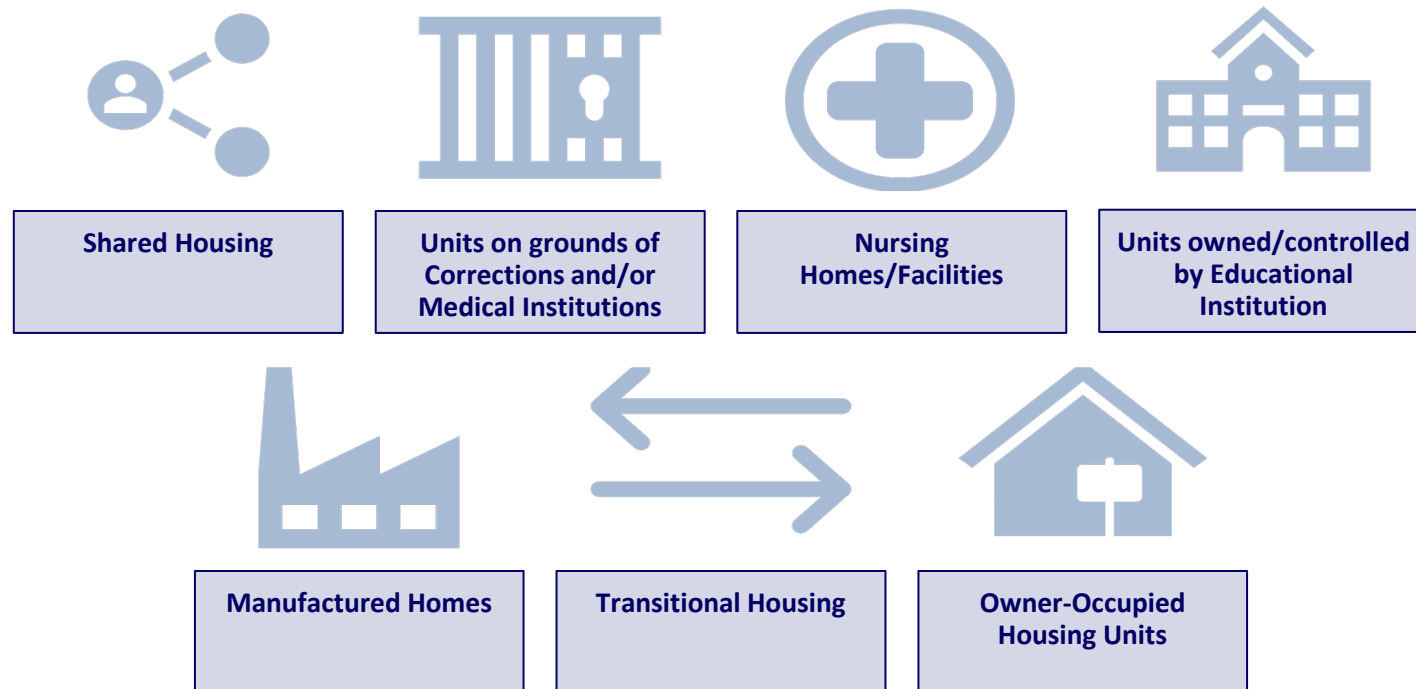 Shared Housing
Units on grounds of
Corrections and/or
Medical Institutions
Nursing
Homes/Facilities
Units owned/controlled
by Educational
Institution
Manufactured Homes
Transitional Housing
Owner-Occupied
Housing Units